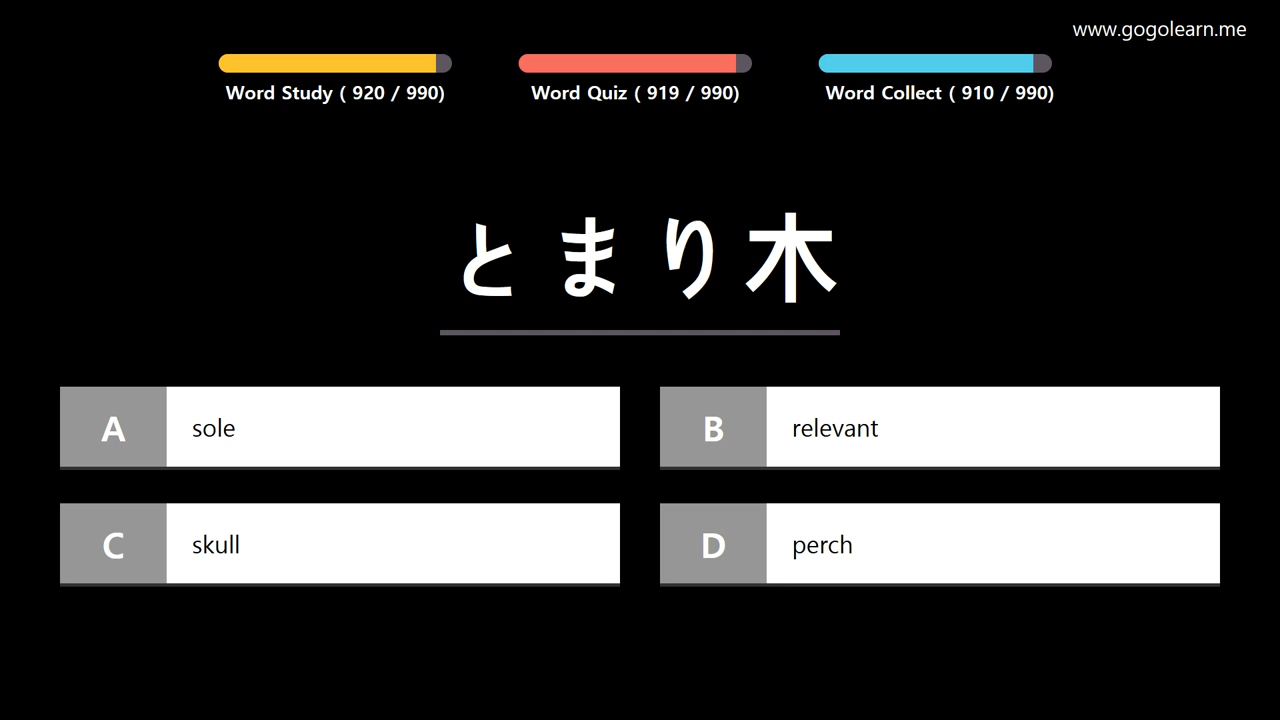 www.gogolearn.me
Word Study ( 920 / 990)
Word Quiz ( 919 / 990)
Word Collect ( 910 / 990)
とまり木
A sole
B relevant
C skull
D perch